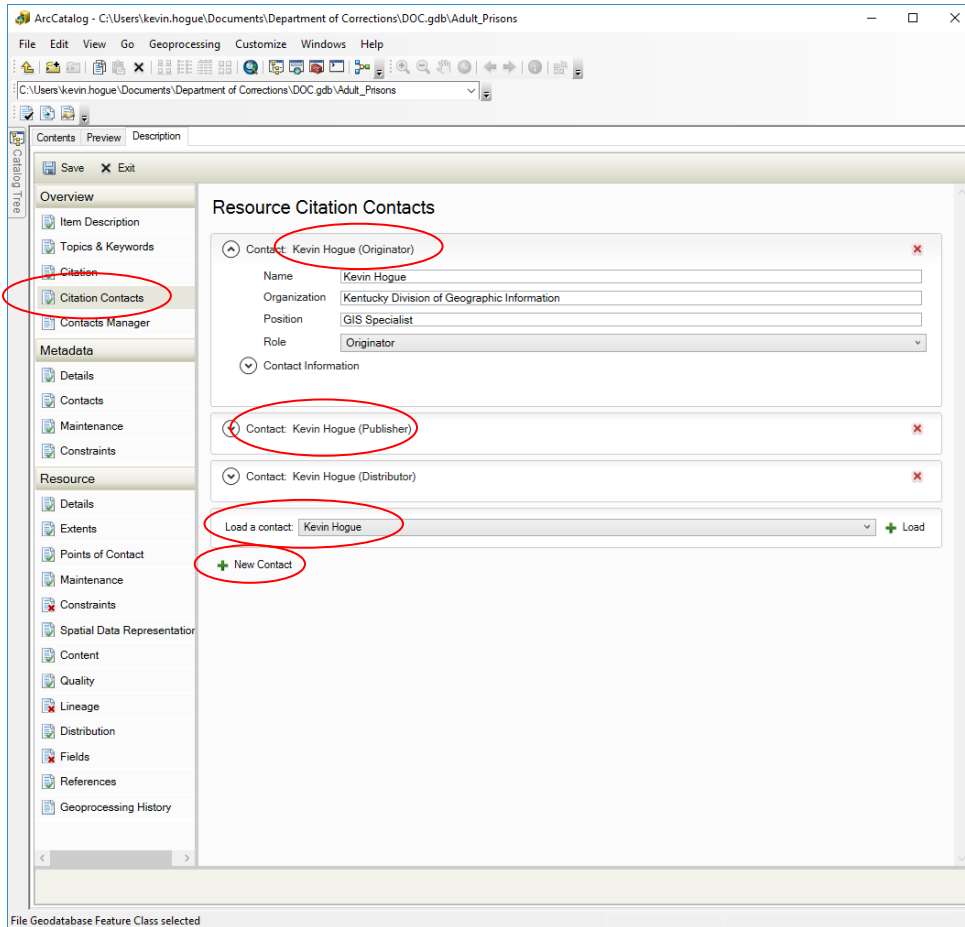 ArcCatalog - C:\Users\kevin.hogue\Documents\Department of Corrections\DOC.gdb\Adult_Prisons
File Edit View Go Geoprocessing Customize Windows Help
C:\Users\kevin.hogue\Documents\Department of Corrections\DOC.gdb\Adult_Prisons
Catalog Tree
Contents Preview Description
Save Exit
Overview
Item Description
Topics & Keywords
Citation
Citation Contacts
Contacts Manager
Metadata
Details
Contacts
Maintenance
Constraints
Resource
Details
Extents
Points of Contact
Maintenance
Constraints
Spatial Data Representation
Content
Quality
Lineage
Distribution
Fields
References
Geoprocessing History
Resource Citation Contacts
Contact: Kevin Hogue (Originator)
Name Kevin Hogue
Organization Kentucky Division of Geographic Information
Position GIS Specialist
Role Originator
Contact Information
Contact: Kevin Hogue (Publisher)
Contact: Kevin Hogue (Distributor)
Load a contact: Kevin Hogue Load
New Contact
File Geodatabase Feature Class selected